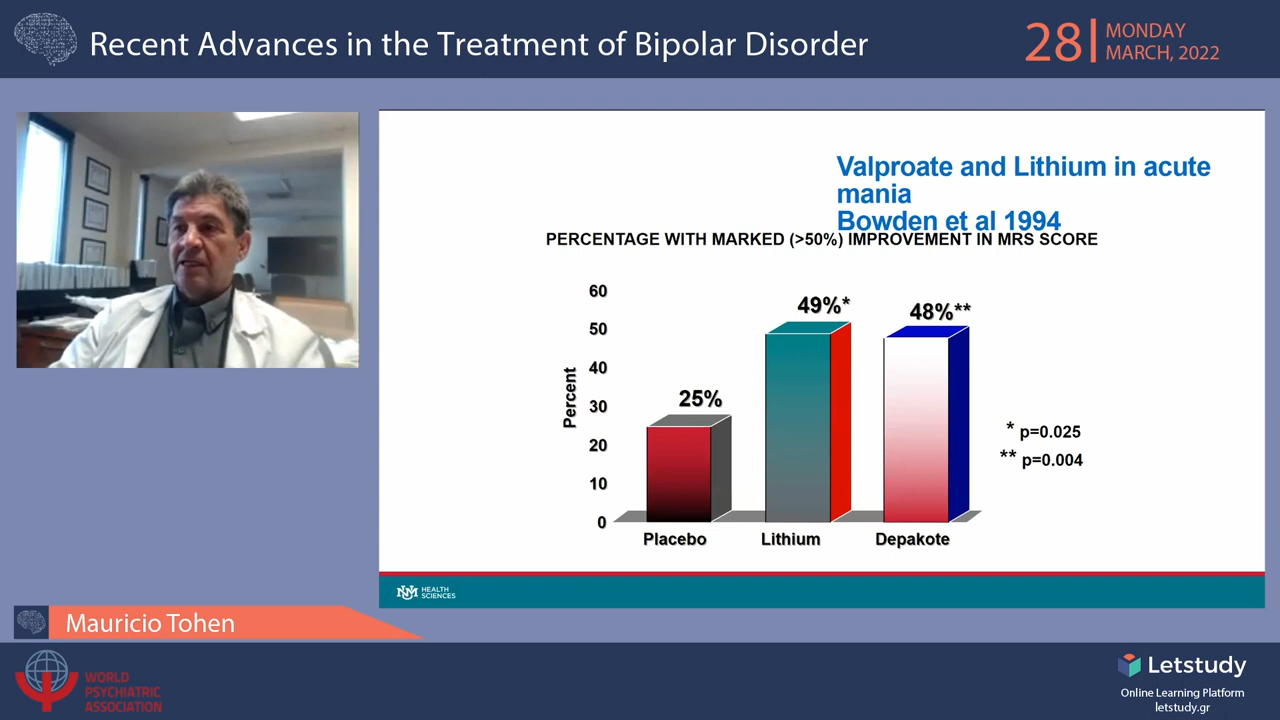 Recent Advances in the Treatment of Bipolar Disorder
28
MONDAY
MARCH, 2022
Valproate and Lithium in acute
mania
Bowden et al 1994
PERCENTAGE WITH MARKED (>50%) IMPROVEMENT IN MRS SCORE
Percent
60
50
40
30
20
10
0
25%
49%*
48%**
Placebo
Lithium
Depakote
* p=0.025
** p=0.004
UNM HEALTH
SCIENCES
Mauricio Tohen
WORLD
PSYCHIATRIC
ASSOCIATION
Letstudy
Online Learning Platform
letstudy.gr